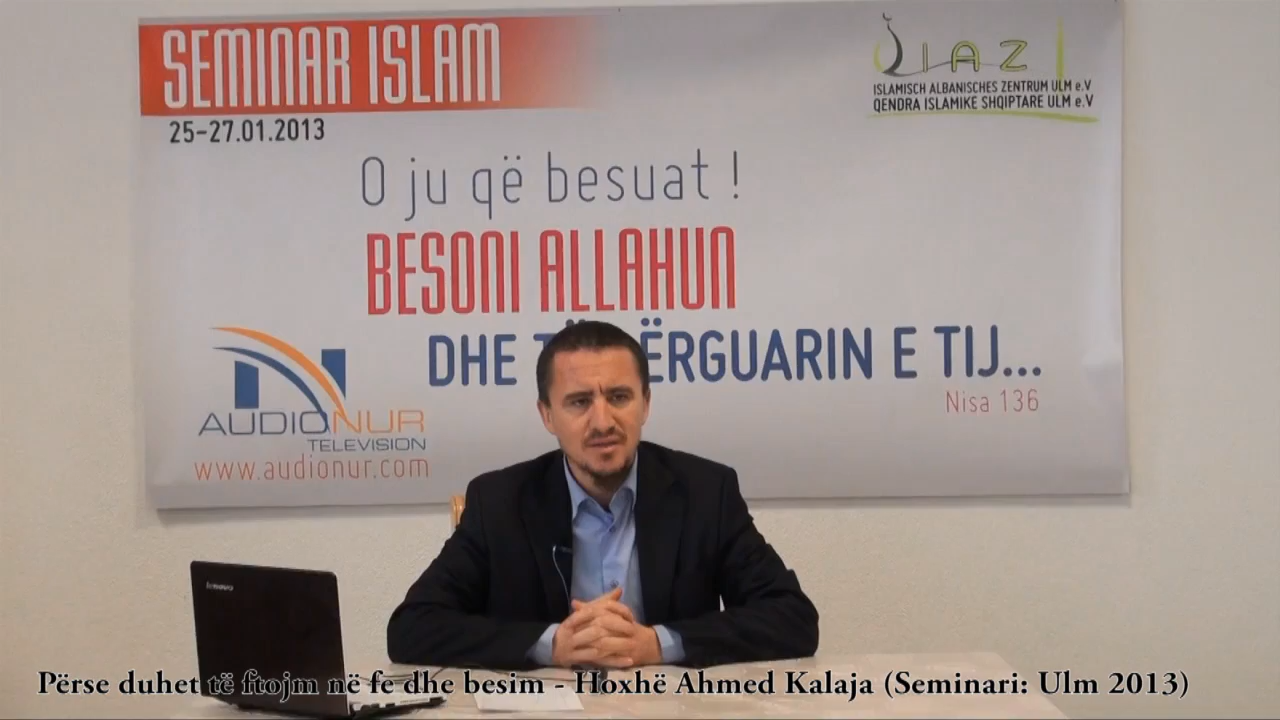 SEMINAR ISLAM
25-27.01.2013
IAZ
ISLAMISCH ALBANISCHES ZENTRUM ULM e.V
QENDRA ISLAMIKE SHQIPTARE ULM e.V
O ju që besuat !
BESONI ALLAHUN
DHE E TIJ...
Nisa 136
N
AUDIONUR
TELEVISION
www.audionur.com
lenovo
Përse duhet të ftojm në fe dhe besim - Hoxhë Ahmed Kalaja (Seminari: Ulm 2013)